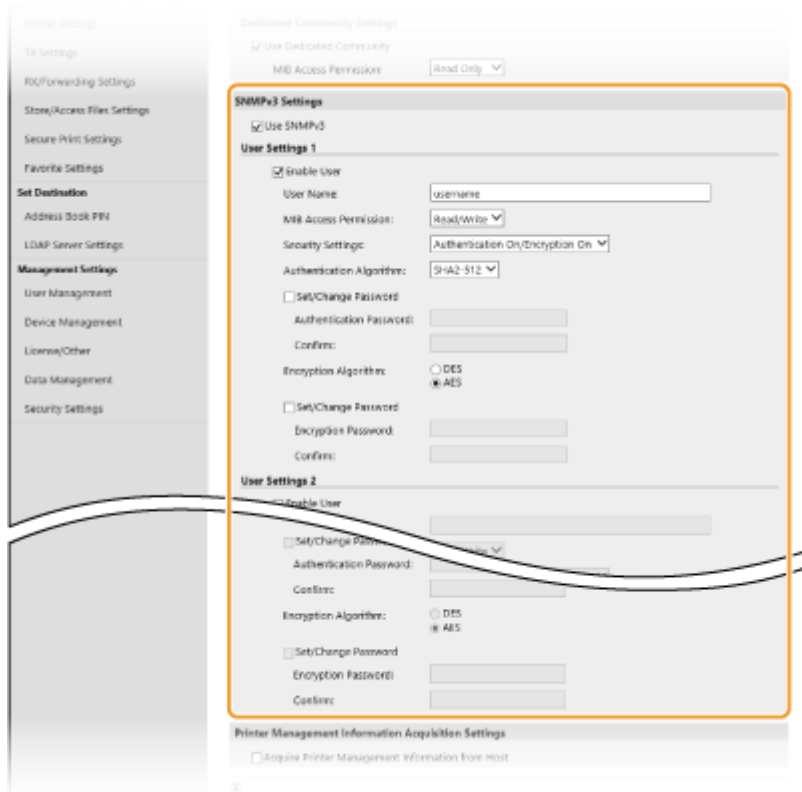 Printer Settings
TX Settings
RX/Forwarding Settings
Store/Access Files Settings
Secure Print Settings
Favorite Settings
Set Destination
Address Book PIN
LDAP Server Settings
Management Settings
User Management
Device Management
License/Other
Data Management
Security Settings
Dedicated Community Settings
Use Dedicated Community
MIB Access Permission: Read Only
SNMPv3 Settings
Use SNMPv3
User Settings 1
Enable User
User Name: username
MIB Access Permission: Read/Write
Security Settings: Authentication On/Encryption On
Authentication Algorithm: SHA2-512
Set/Change Password
Authentication Password:
Confirm:
Encryption Algorithm: DES
AES
Set/Change Password
Encryption Password:
Confirm:
User Settings 2
Enable User
Set/Change
Authentication Password:
Confirm:
Encryption Algorithm: DES
AES
Set/Change Password
Encryption Password:
Confirm:
Printer Management Information Acquisition Settings
Acquire Printer Management Information from Host